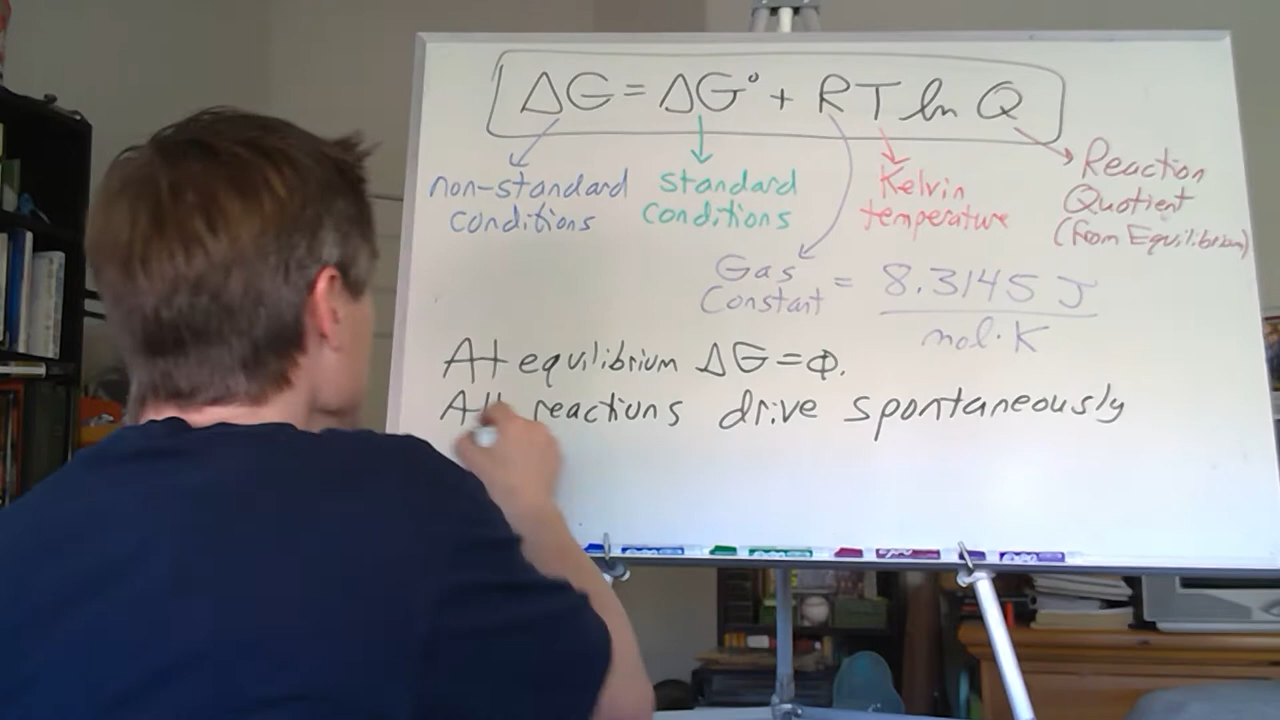 ΔG = ΔG° + RT ln Q
non-standard conditions
standard conditions
Kelvin temperature
Reaction Quotient (from Equilibrium)
Gas Constant = 8.3145 J / mol·K
At equilibrium ΔG = φ.
All reactions drive spontaneously